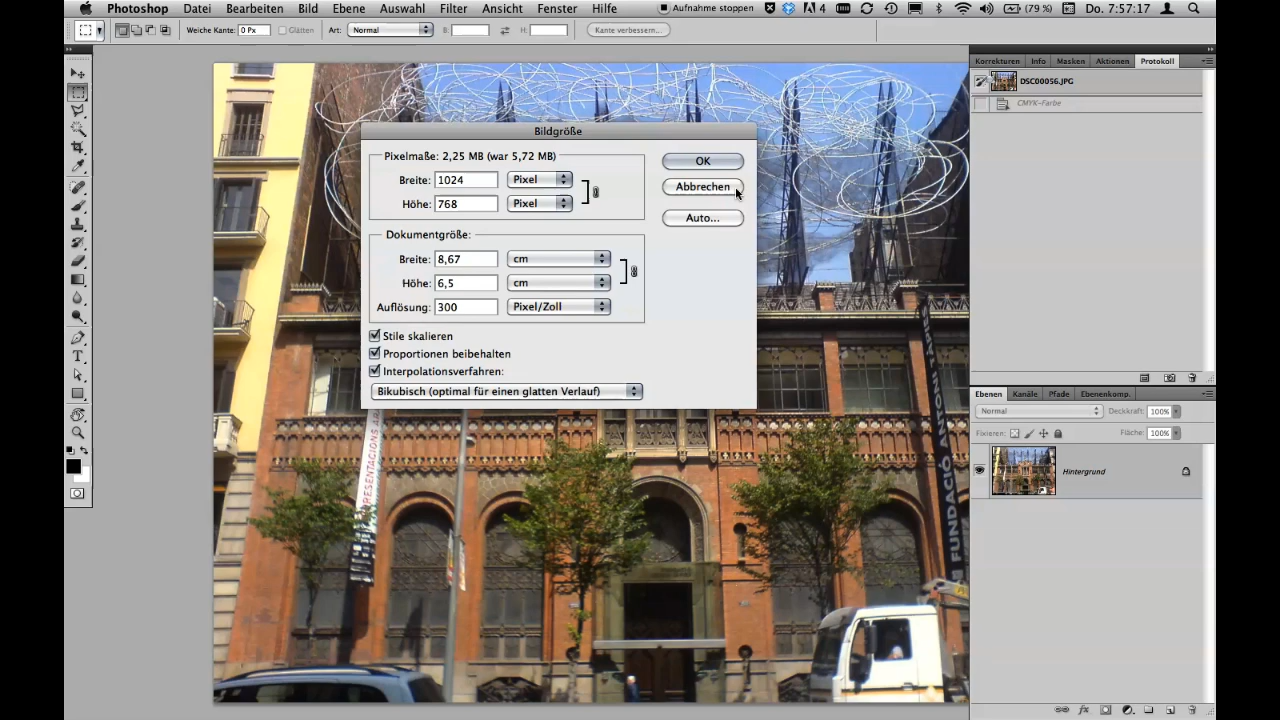 Photoshop Datei Bearbeiten Bild Ebene Auswahl Filter Ansicht Fenster Hilfe Aufnahme stoppen 4 (79 %) Do. 7:57:17
Weiche Kante: 0 Px Glätten Art: Normal B: H: Kante verbessern...
Korrekturen Info Masken Aktionen Protokoll
DSC00056.JPG
CMYK-Farbe
Bildgröße
Pixelmaße: 2,25 MB (war 5,72 MB)
OK
Breite: 1024 Pixel
Abbrechen
Höhe: 768 Pixel
Auto...
Dokumentgröße:
Breite: 8,67 cm
Höhe: 6,5 cm
Auflösung: 300 Pixel/Zoll
Stile skalieren
Proportionen beibehalten
Interpolationsverfahren:
Bikubisch (optimal für einen glatten Verlauf)
Ebenen Kanäle Pfade Ebenenkomp.
Normal Deckkraft: 100%
Fixieren: Fläche: 100%
Hintergrund
FUNDACIÓ ANTONI TÀPIES